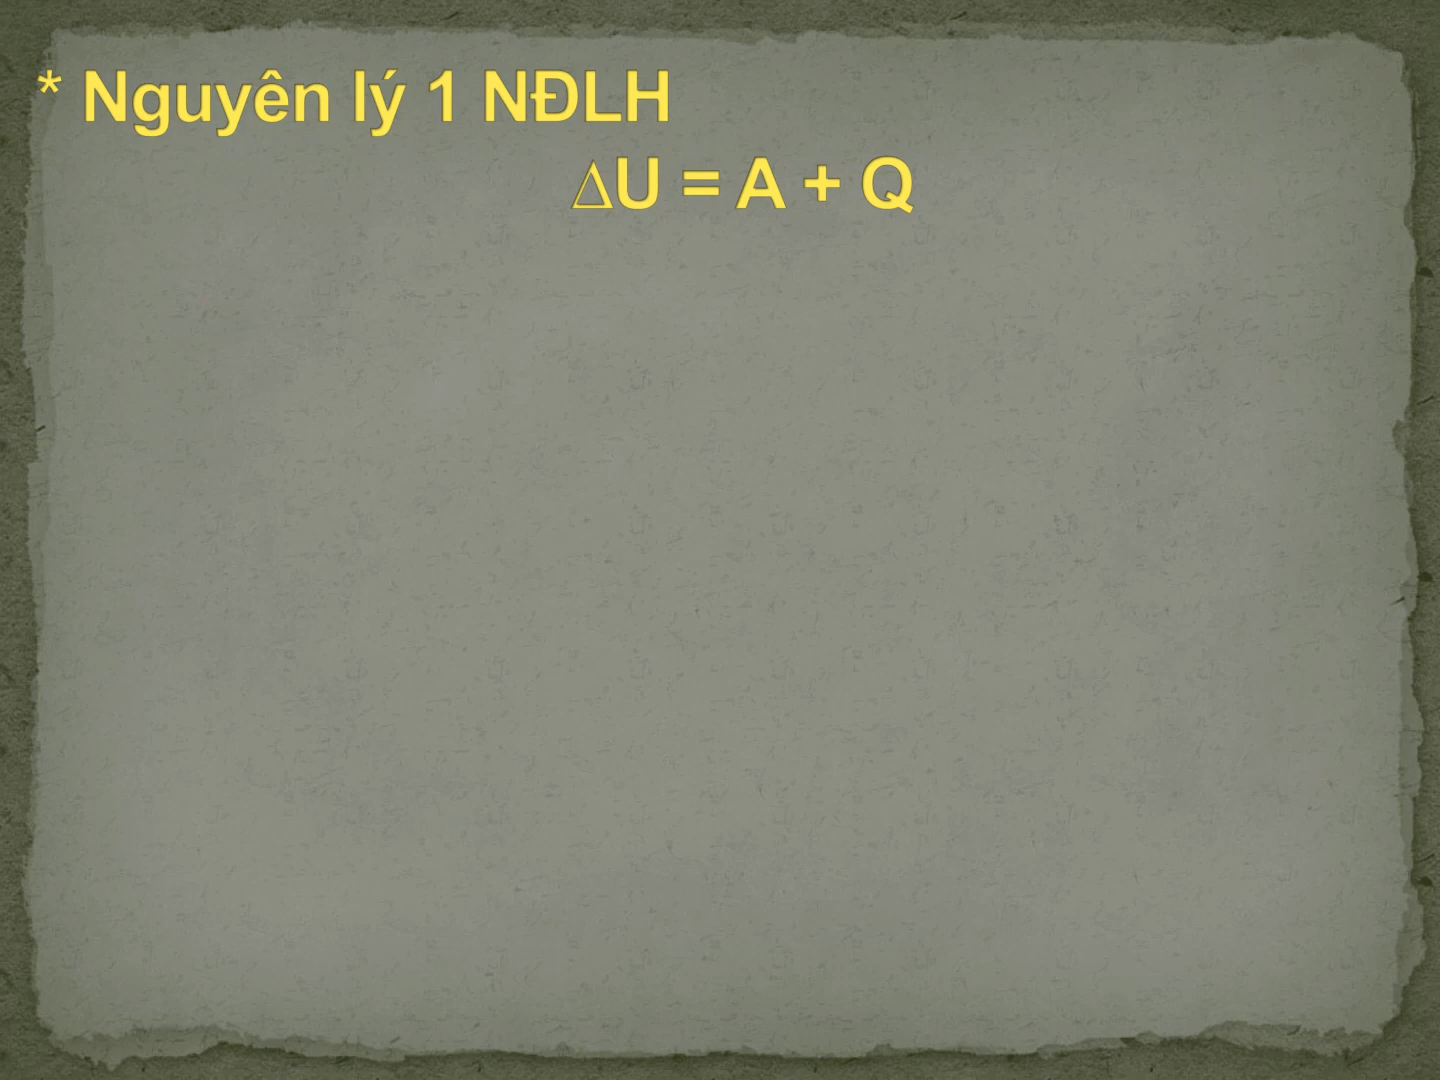 * Nguyên lý 1 NĐLH
∆U = A + Q